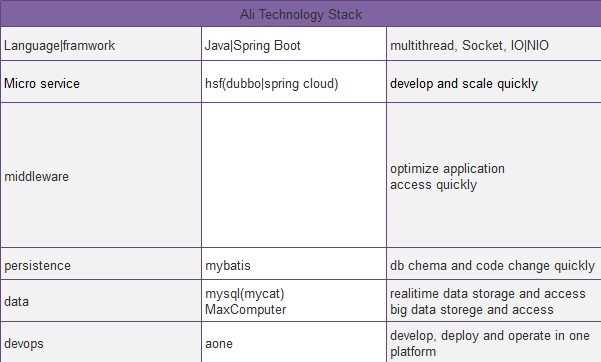 Ali Technology Stack
Language|framwork
Java|Spring Boot
multithread, Socket, IO|NIO
Micro service
hsf(dubbo|spring cloud)
develop and scale quickly
middleware
optimize application
access quickly
persistence
mybatis
db chema and code change quickly
data
mysql(mycat)
MaxComputer
realitime data storage and access
big data storege and access
devops
aone
develop, deploy and operate in one
platform